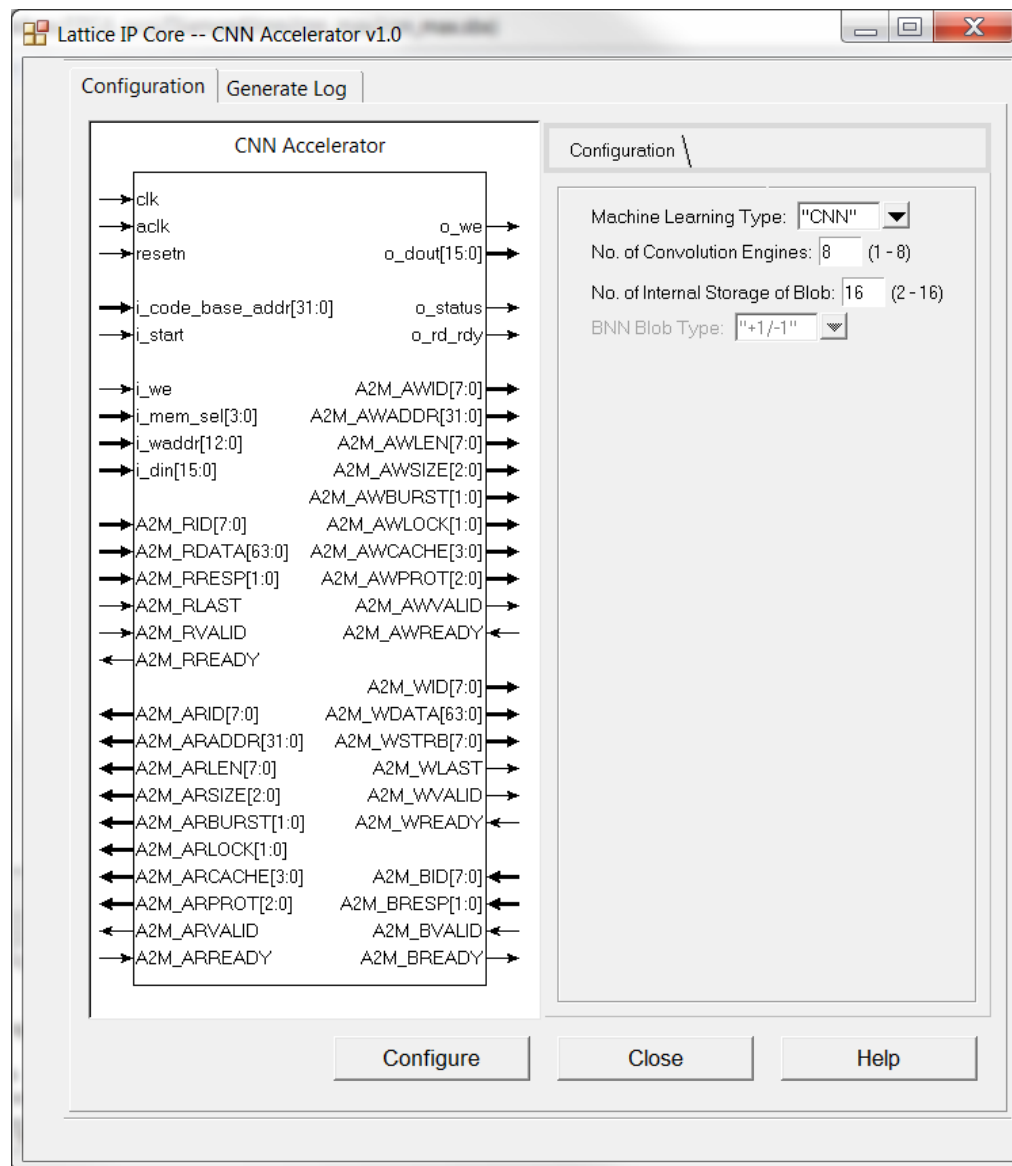 Lattice IP Core -- CNN Accelerator v1.0
Configuration
Generate Log
CNN Accelerator
clk
aclk
o_we
resetn
o_dout[15:0]
i_code_base_addr[31:0]
o_status
i_start
o_rd_rdy
i_we
A2M_AWID[7:0]
i_mem_sel[3:0]
A2M_AWADDR[31:0]
i_waddr[12:0]
A2M_AWLEN[7:0]
i_din[15:0]
A2M_AWSIZE[2:0]
A2M_AWBURST[1:0]
A2M_RID[7:0]
A2M_AWLOCK[1:0]
A2M_RDATA[63:0]
A2M_AWCACHE[3:0]
A2M_RRESP[1:0]
A2M_AWPROT[2:0]
A2M_RLAST
A2M_AWVALID
A2M_RVALID
A2M_AWREADY
A2M_RREADY
A2M_WID[7:0]
A2M_ARID[7:0]
A2M_WDATA[63:0]
A2M_ARADDR[31:0]
A2M_WSTRB[7:0]
A2M_ARLEN[7:0]
A2M_WLAST
A2M_ARSIZE[2:0]
A2M_WVALID
A2M_ARBURST[1:0]
A2M_WREADY
A2M_ARLOCK[1:0]
A2M_ARCACHE[3:0]
A2M_BID[7:0]
A2M_ARPROT[2:0]
A2M_BRESP[1:0]
A2M_ARVALID
A2M_BVALID
A2M_ARREADY
A2M_BREADY
Configuration
Machine Learning Type: "CNN"
No. of Convolution Engines: 8 (1 - 8)
No. of Internal Storage of Blob: 16 (2 - 16)
BNN Blob Type: "+1/-1"
Configure
Close
Help